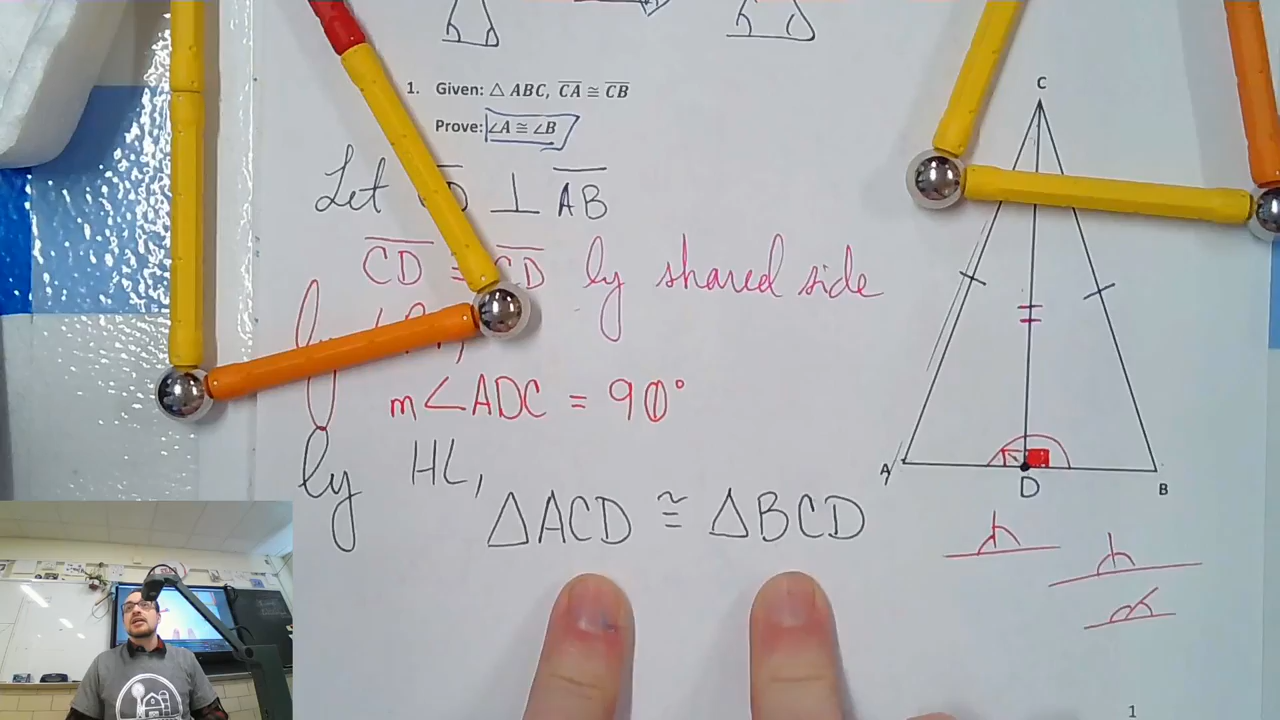 1. Given: △ ABC, CA ≅ CB
Prove: ∠A ≅ ∠B
Let ⊥ AB
CD = CD by shared side
by
m∠ADC = 90°
by HL,
△ACD ≅ △BCD
C
A
D
B
1